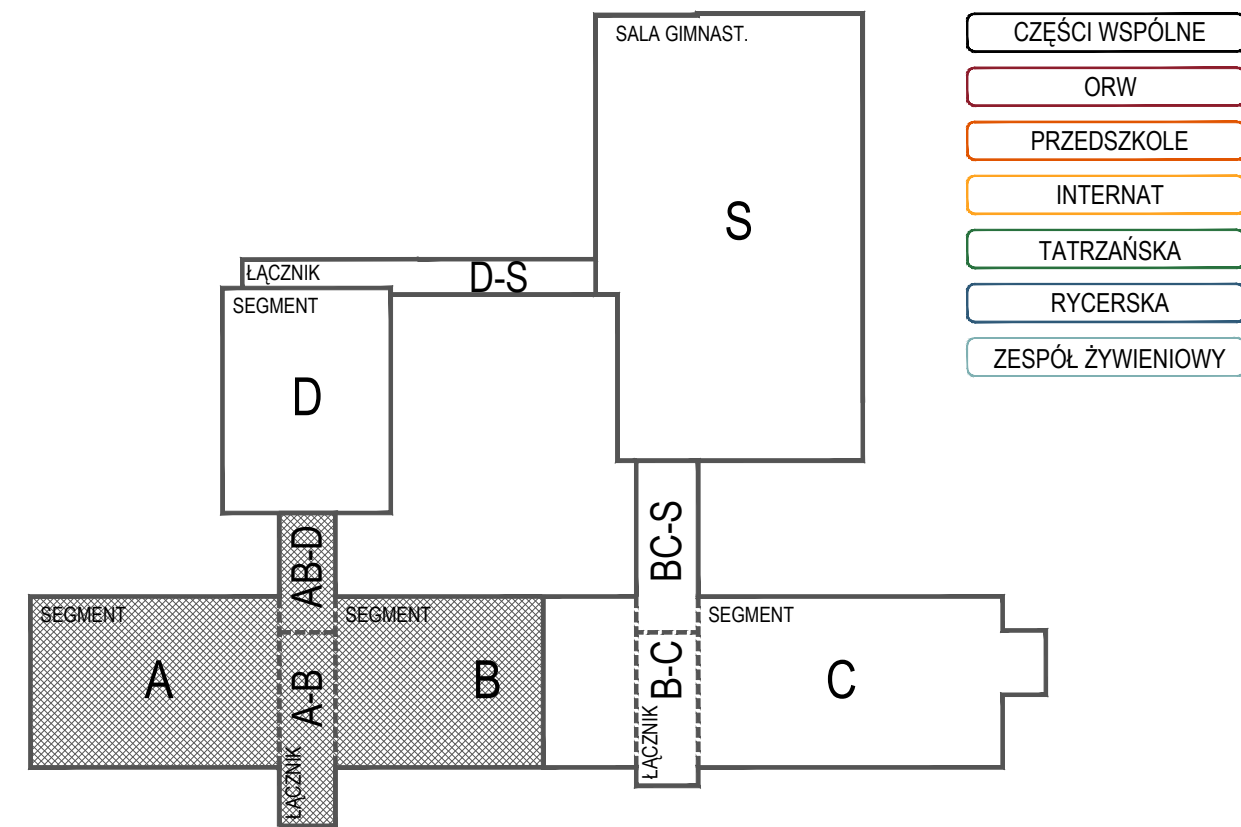 SALA GIMNAST.
S
ŁĄCZNIK
D-S
SEGMENT
D
AB-D
BC-S
SEGMENT
A
ŁĄCZNIK
A-B
SEGMENT
B
ŁĄCZNIK
B-C
SEGMENT
C
CZĘŚCI WSPÓLNE
ORW
PRZEDSZKOLE
INTERNAT
TATRZAŃSKA
RYCERSKA
ZESPÓŁ ŻYWIENIOWY